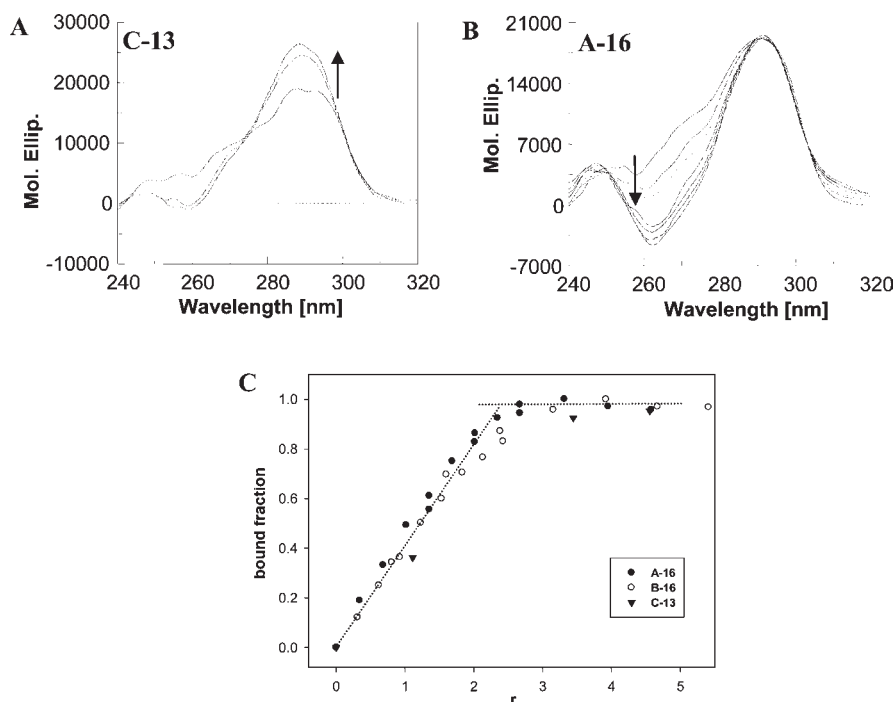 A
C-13
30000
20000
10000
0
-10000
Mol. Ellip.
240 260 280 300 320
Wavelength [nm]
B
A-16
21000
14000
7000
0
-7000
Mol. Ellip.
240 260 280 300 320
Wavelength [nm]
C
1.0
0.8
0.6
0.4
0.2
0.0
bound fraction
A-16
B-16
C-13
0 1 2 3 4 5
r